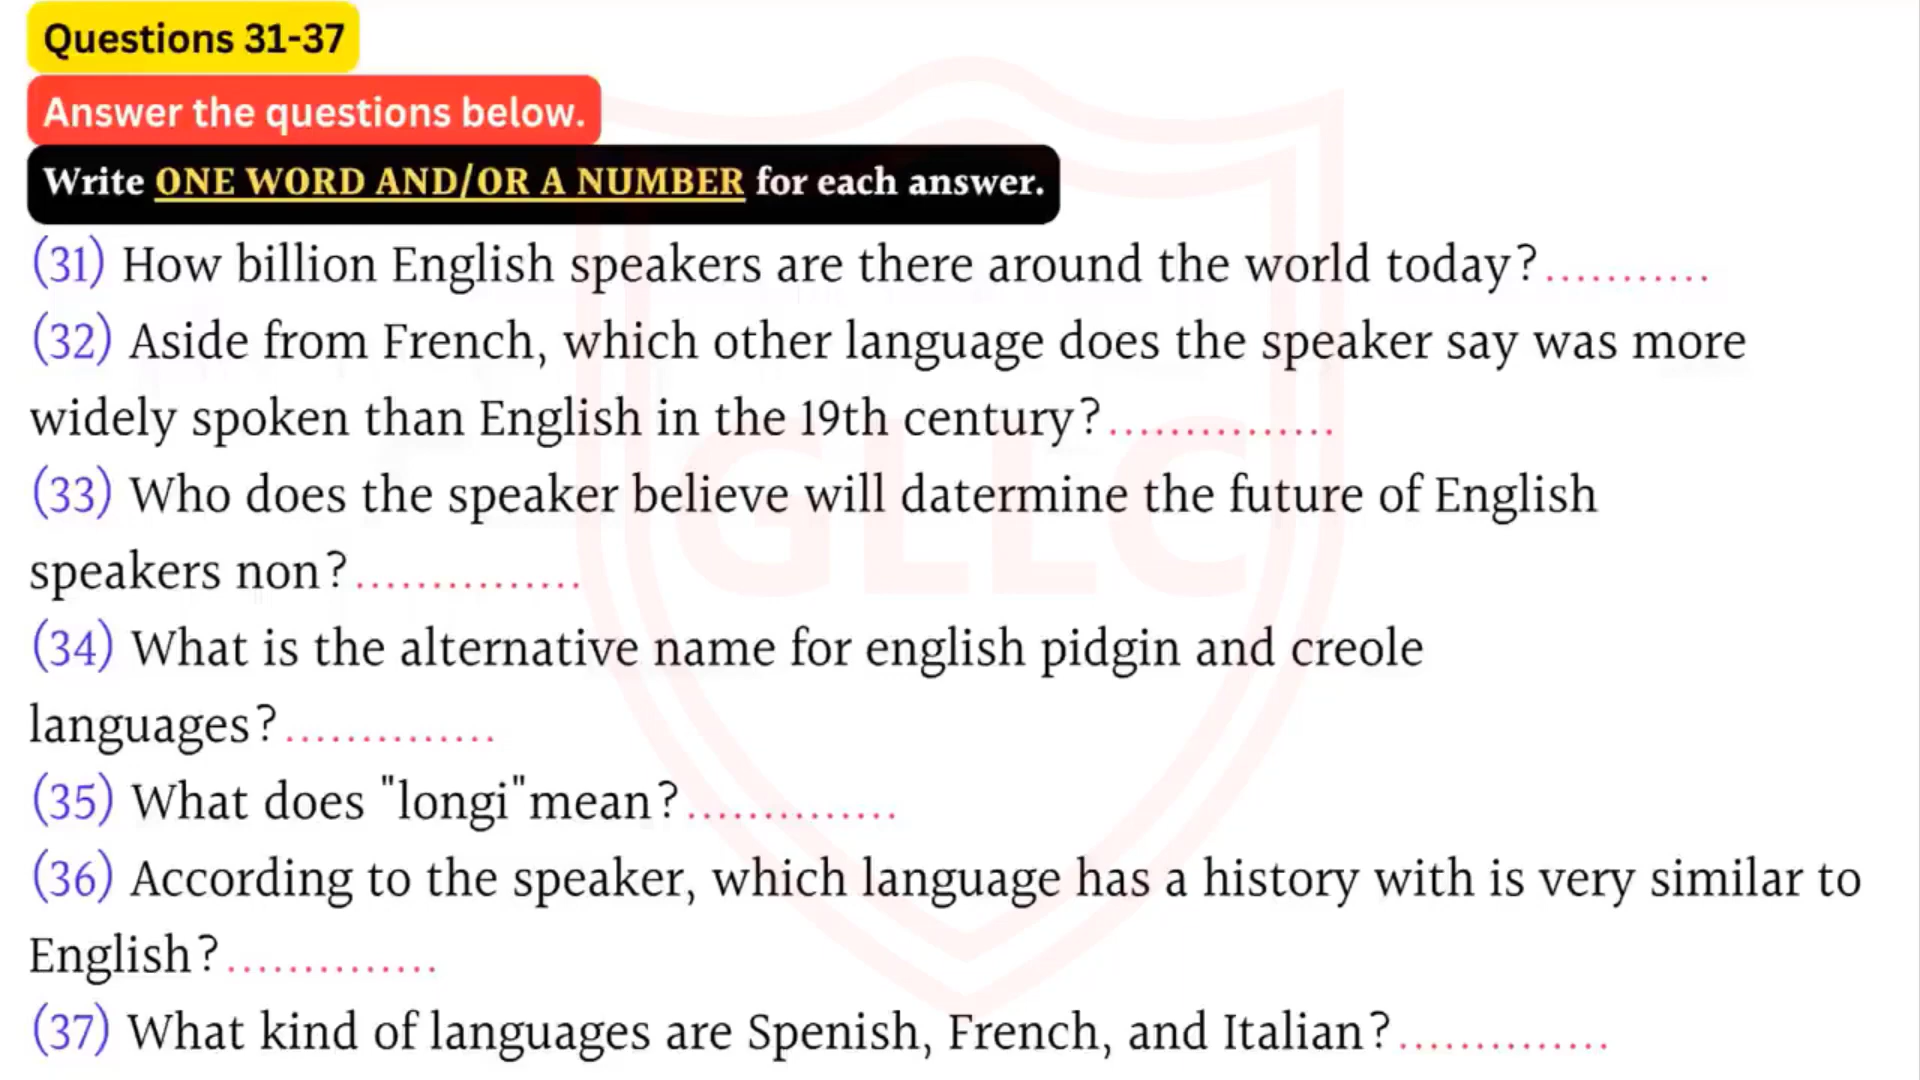 Questions 31-37
Answer the questions below.
Write ONE WORD AND/OR A NUMBER for each answer.
(31) How billion English speakers are there around the world today?...........
(32) Aside from French, which other language does the speaker say was more
widely spoken than English in the 19th century?...............
(33) Who does the speaker believe will datermine the future of English
speakers non?...............
(34) What is the alternative name for english pidgin and creole
languages?..............
(35) What does "longi"mean?..............
(36) According to the speaker, which language has a history with is very similar to
English?..............
(37) What kind of languages are Spenish, French, and Italian?..............
GLLC